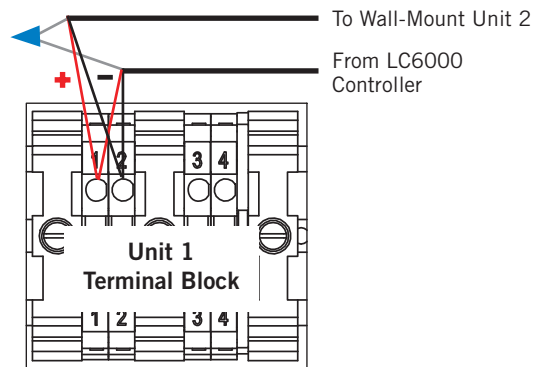 To Wall-Mount Unit 2
From LC6000
Controller
+ -
1 2 3 4
Unit 1
Terminal Block
1 2 3 4